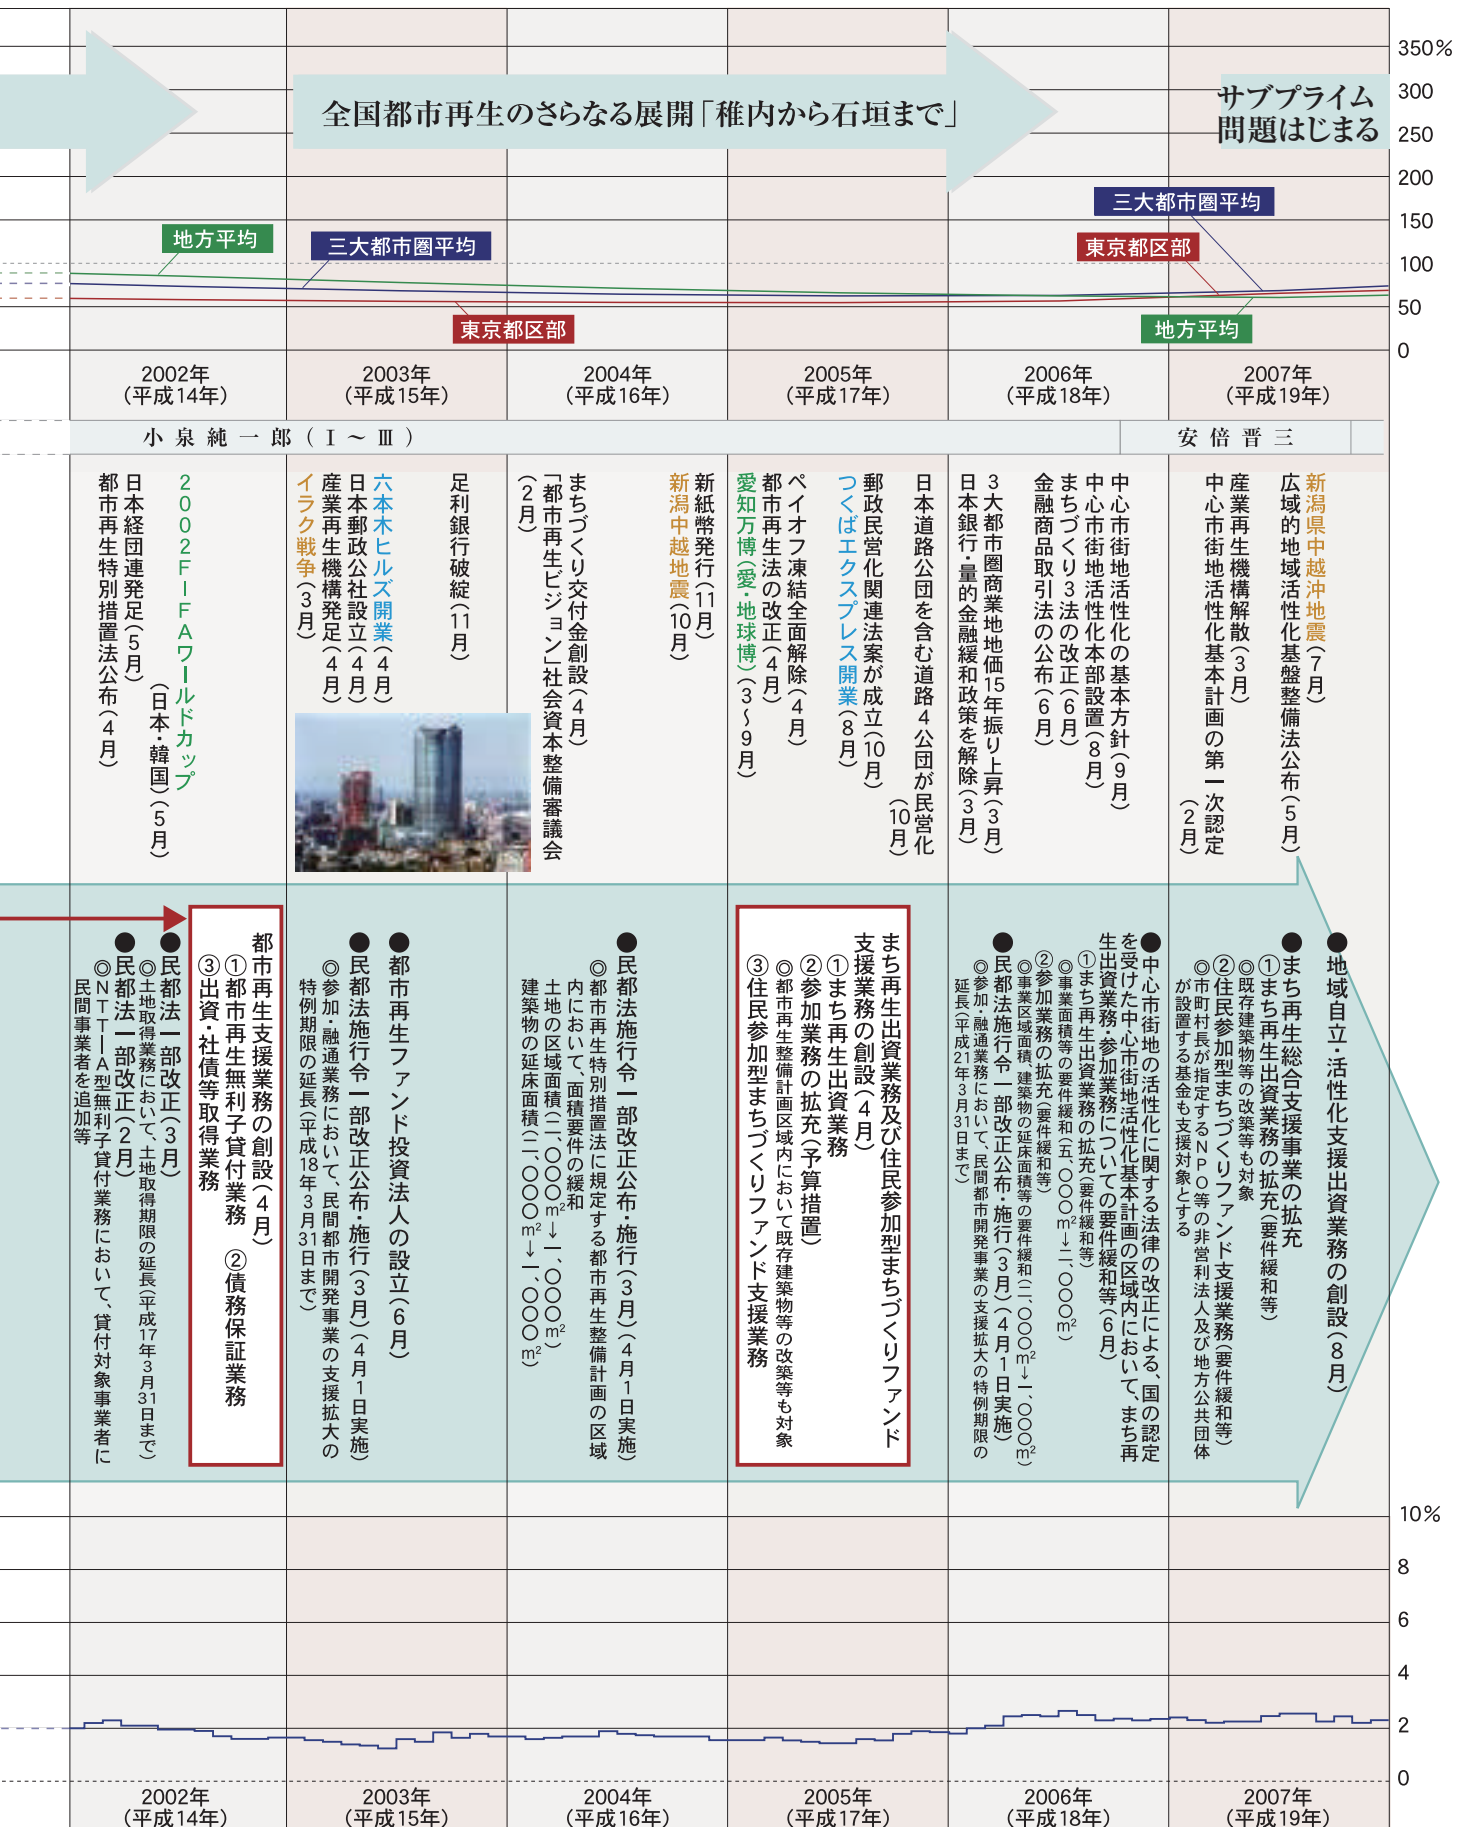 全国都市再生のさらなる展開「稚内から石垣まで」
サブプライム
問題はじまる
350%
300
250
200
150
100
50
0
地方平均
三大都市圏平均
東京都区部
三大都市圏平均
東京都区部
地方平均
2002年
（平成14年）
2003年
（平成15年）
2004年
（平成16年）
2005年
（平成17年）
2006年
（平成18年）
2007年
（平成19年）
小泉純一郎（Ⅰ～Ⅲ）
安倍晋三
都市再生特別措置法公布（4月）
日本経団連発足（5月）
2002FIFAワールドカップ
（日本・韓国）（5月）
イラク戦争（3月）
産業再生機構発足（4月）
日本郵政公社設立（4月）
六本木ヒルズ開業（4月）
足利銀行破綻（11月）
「都市再生ビジョン」社会資本整備審議会
（2月）
まちづくり交付金創設（4月）
新潟中越地震（10月）
新紙幣発行（11月）
愛知万博（愛・地球博）（3～9月）
都市再生法の改正（4月）
ペイオフ凍結全面解除（4月）
つくばエクスプレス開業（8月）
郵政民営化関連法案が成立（10月）
日本道路公団を含む道路4公団が民営化
（10月）
日本銀行・量的金融緩和政策を解除（3月）
3大都市圏商業地地価15年振り上昇（3月）
金融商品取引法の公布（6月）
まちづくり3法の改正（6月）
中心市街地活性化本部設置（8月）
中心市街地活性化の基本方針（9月）
中心市街地活性化基本計画の第一次認定
（2月）
産業再生機構解散（3月）
広域的地域活性化基盤整備法公布（5月）
新潟県中越沖地震（7月）
都市再生支援業務の創設（4月）
①都市再生無利子貸付業務　②債務保証業務
③出資・社債等取得業務
●民都法一部改正（3月）
◎土地取得業務において、土地取得期限の延長（平成17年3月31日まで）
●民都法一部改正（2月）
◎NTT－A型無利子貸付業務において、貸付対象事業者に
民間事業者を追加等
●都市再生ファンド投資法人の設立（6月）
●民都法施行令一部改正公布・施行（3月）（4月1日実施）
◎参加・融通業務において、民間都市開発事業の支援拡大の
特例期限の延長（平成18年3月31日まで）
●民都法施行令一部改正公布・施行（3月）（4月1日実施）
◎都市再生特別措置法に規定する都市再生整備計画の区域
内において、面積要件の緩和
土地の区域面積（二、〇〇〇㎡→一、〇〇〇㎡）
建築物の延床面積（二、〇〇〇㎡→一、〇〇〇㎡）
まち再生出資業務及び住民参加型まちづくりファンド
支援業務の創設（4月）
①まち再生出資業務
②参加業務の拡充（予算措置）
◎都市再生整備計画区域内において既存建築物等の改築等も対象
③住民参加型まちづくりファンド支援業務
●中心市街地の活性化に関する法律の改正による、国の認定
を受けた中心市街地活性化基本計画の区域内において、まち再
生出資業務・参加業務についての要件緩和等（6月）
①まち再生出資業務の拡充（要件緩和等）
◎事業面積等の要件緩和（五、〇〇〇㎡→二、〇〇〇㎡）
②参加業務の拡充（要件緩和等）
◎事業区域面積、建築物の延床面積等の要件緩和（二、〇〇〇㎡→一、〇〇〇㎡）
●民都法施行令一部改正公布・施行（3月）（4月1日実施）
◎参加・融通業務において、民間都市開発事業の支援拡大の特例期限の
延長（平成21年3月31日まで）
●地域自立・活性化支援出資業務の創設（8月）
●まち再生総合支援事業の拡充
①まち再生出資業務の拡充（要件緩和等）
◎既存建築物等の改築等も対象
②住民参加型まちづくりファンド支援業務（要件緩和等）
◎市町村長が指定するNPO等の非営利法人及び地方公共団体
が設置する基金も支援対象とする
10%
8
6
4
2
0
2002年
（平成14年）
2003年
（平成15年）
2004年
（平成16年）
2005年
（平成17年）
2006年
（平成18年）
2007年
（平成19年）